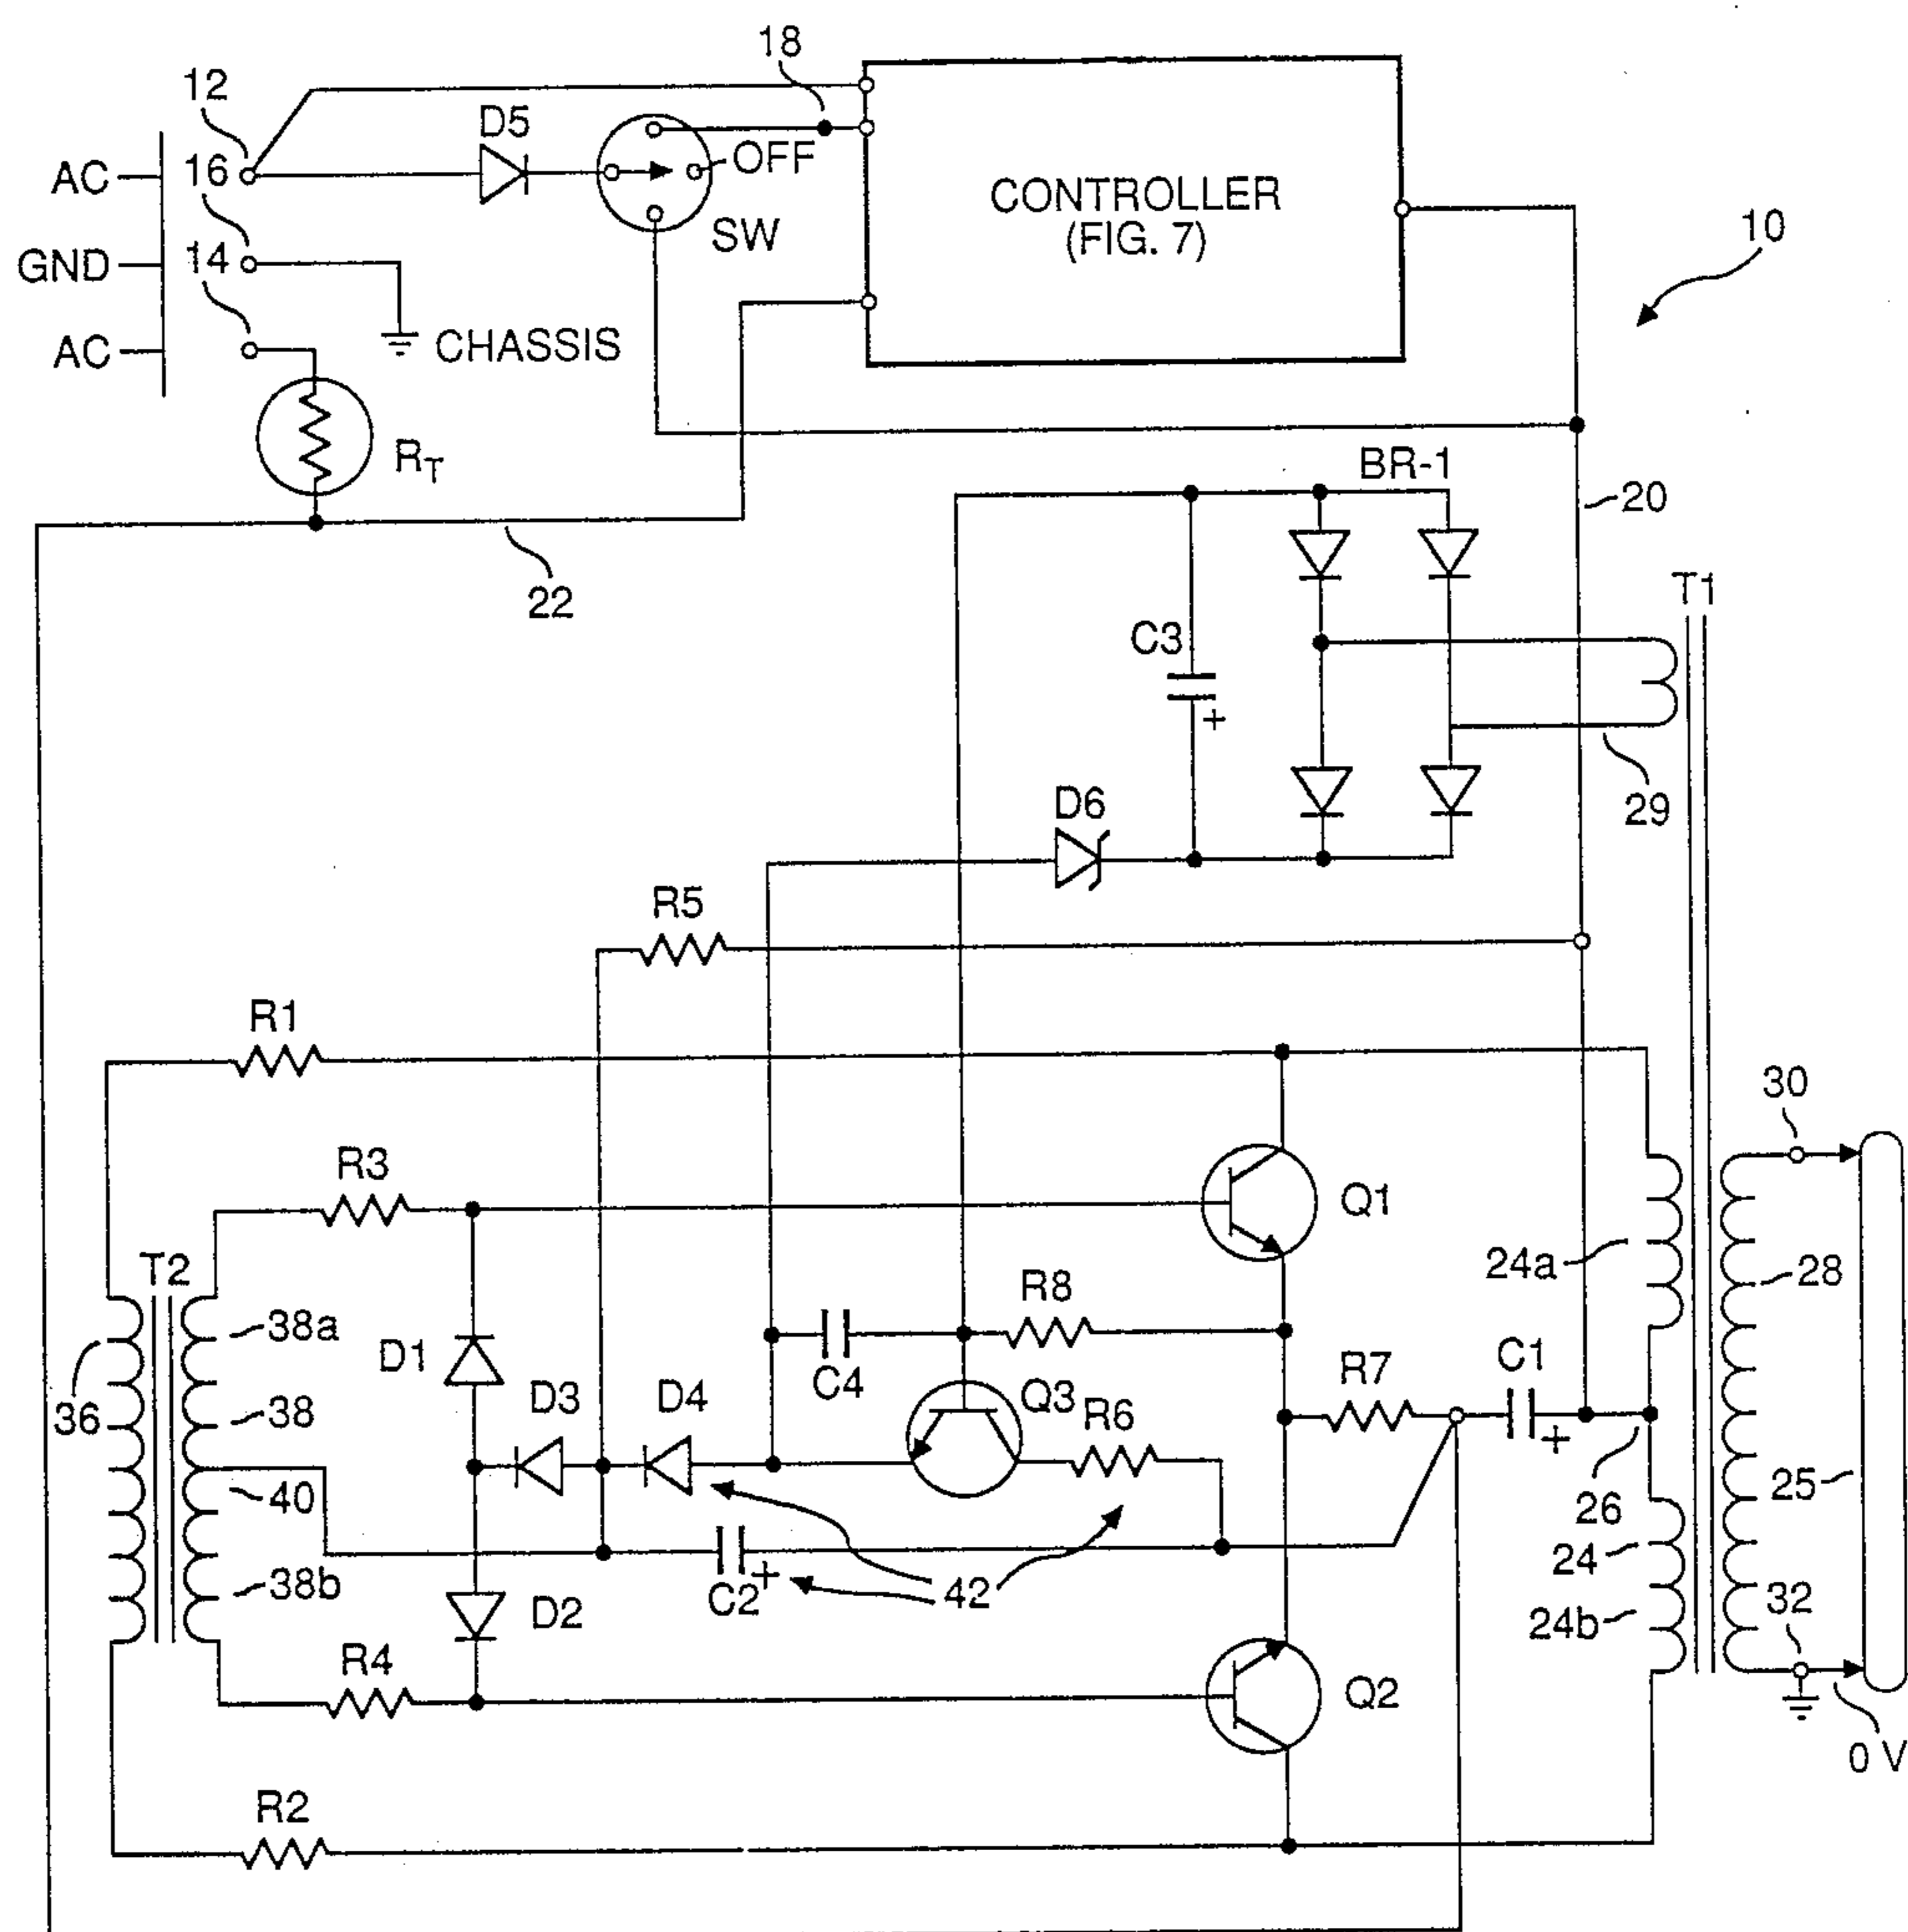 18
12
D5
AC
16
OFF
CONTROLLER
(FIG. 7)
SW
10
GND
14
AC
CHASSIS
RT
BR-1
20
22
T1
C3
+
29
D6
R5
R1
30
R3
Q1
24a
28
T2
38a
R8
36
D1
C4
Q3
R7
C1
38
D3
D4
R6
+
40
25
26
38b
C2
+
42
24
D2
24b
32
R4
Q2
0 V
R2